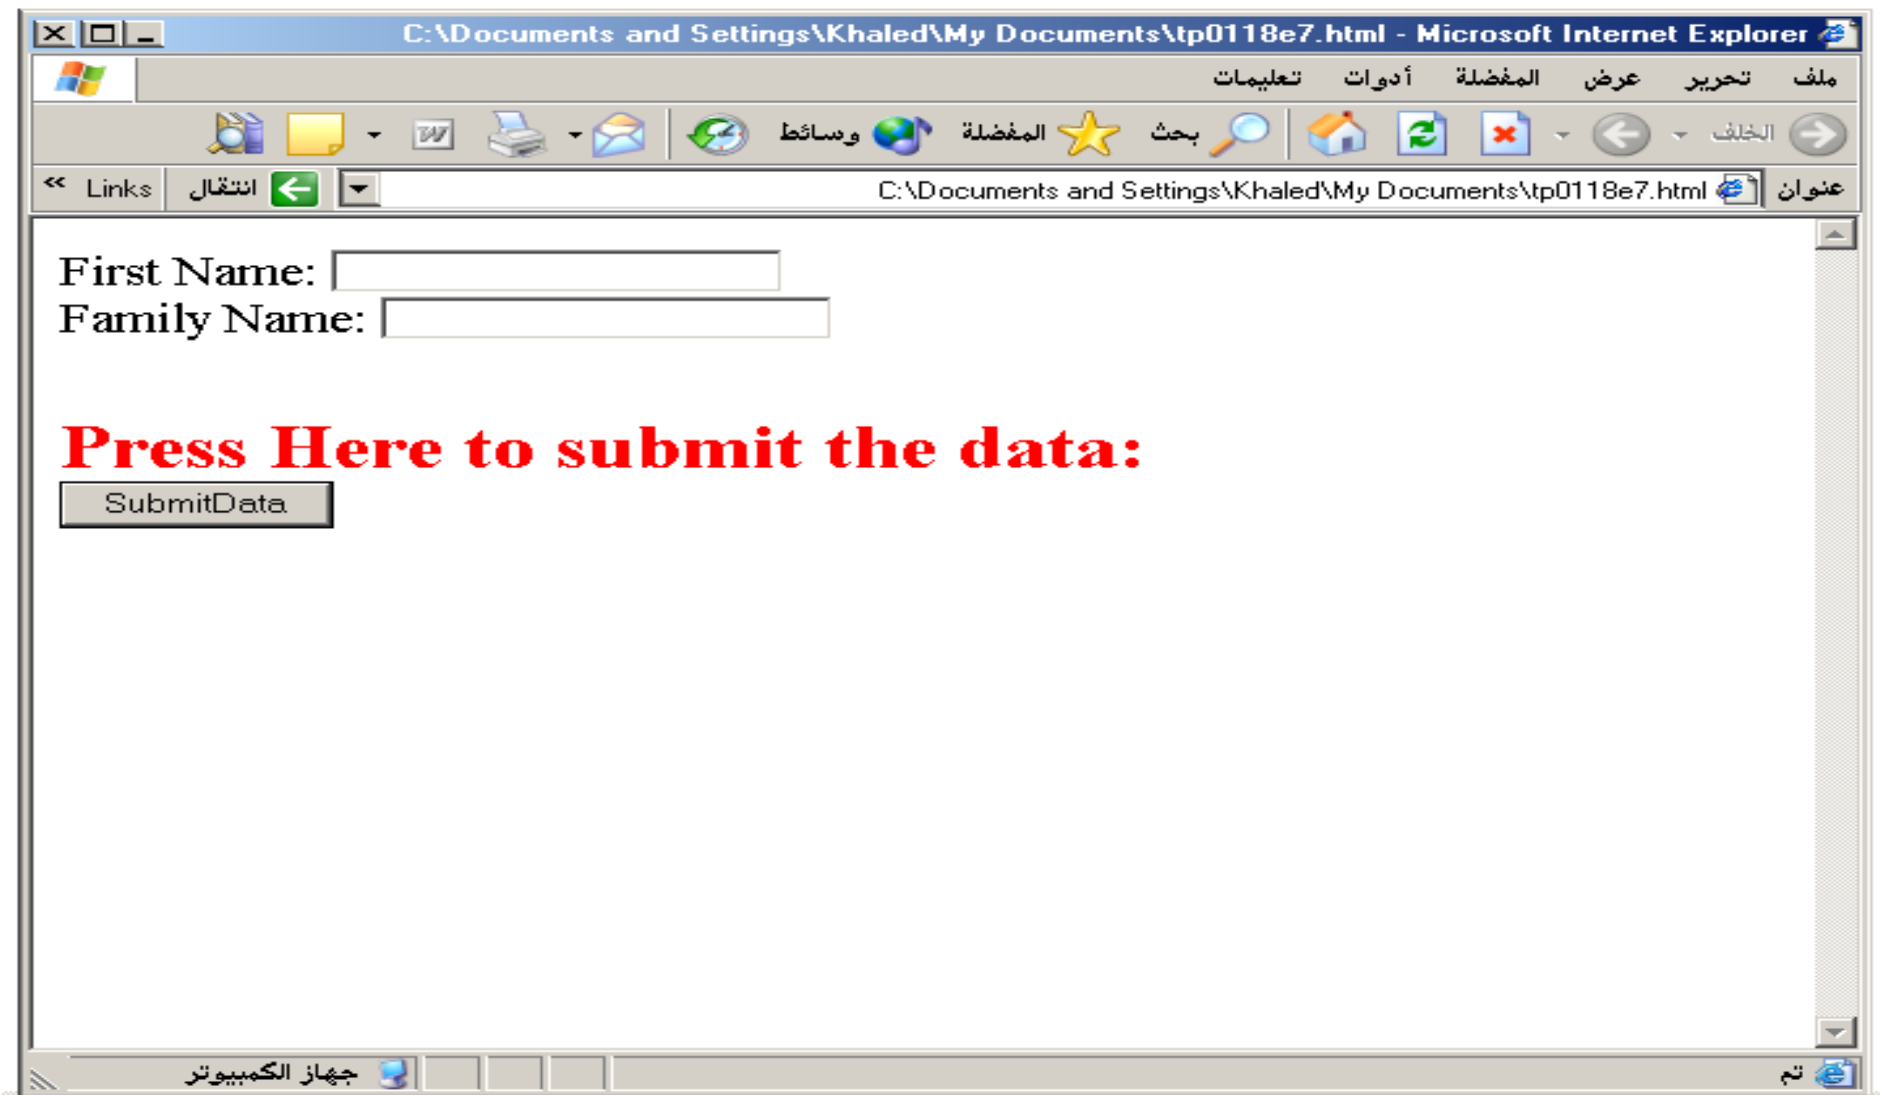 C:\Documents and Settings\Khaled\My Documents\tp0118e7.html - Microsoft Internet Explorer
ملف تحرير عرض المفضلة أدوات تعليمات
الخلف بحث المفضلة وسائط W
عنوان C:\Documents and Settings\Khaled\My Documents\tp0118e7.html انتقال Links »
First Name:
Family Name:
Press Here to submit the data:
SubmitData
تم جهاز الكمبيوتر